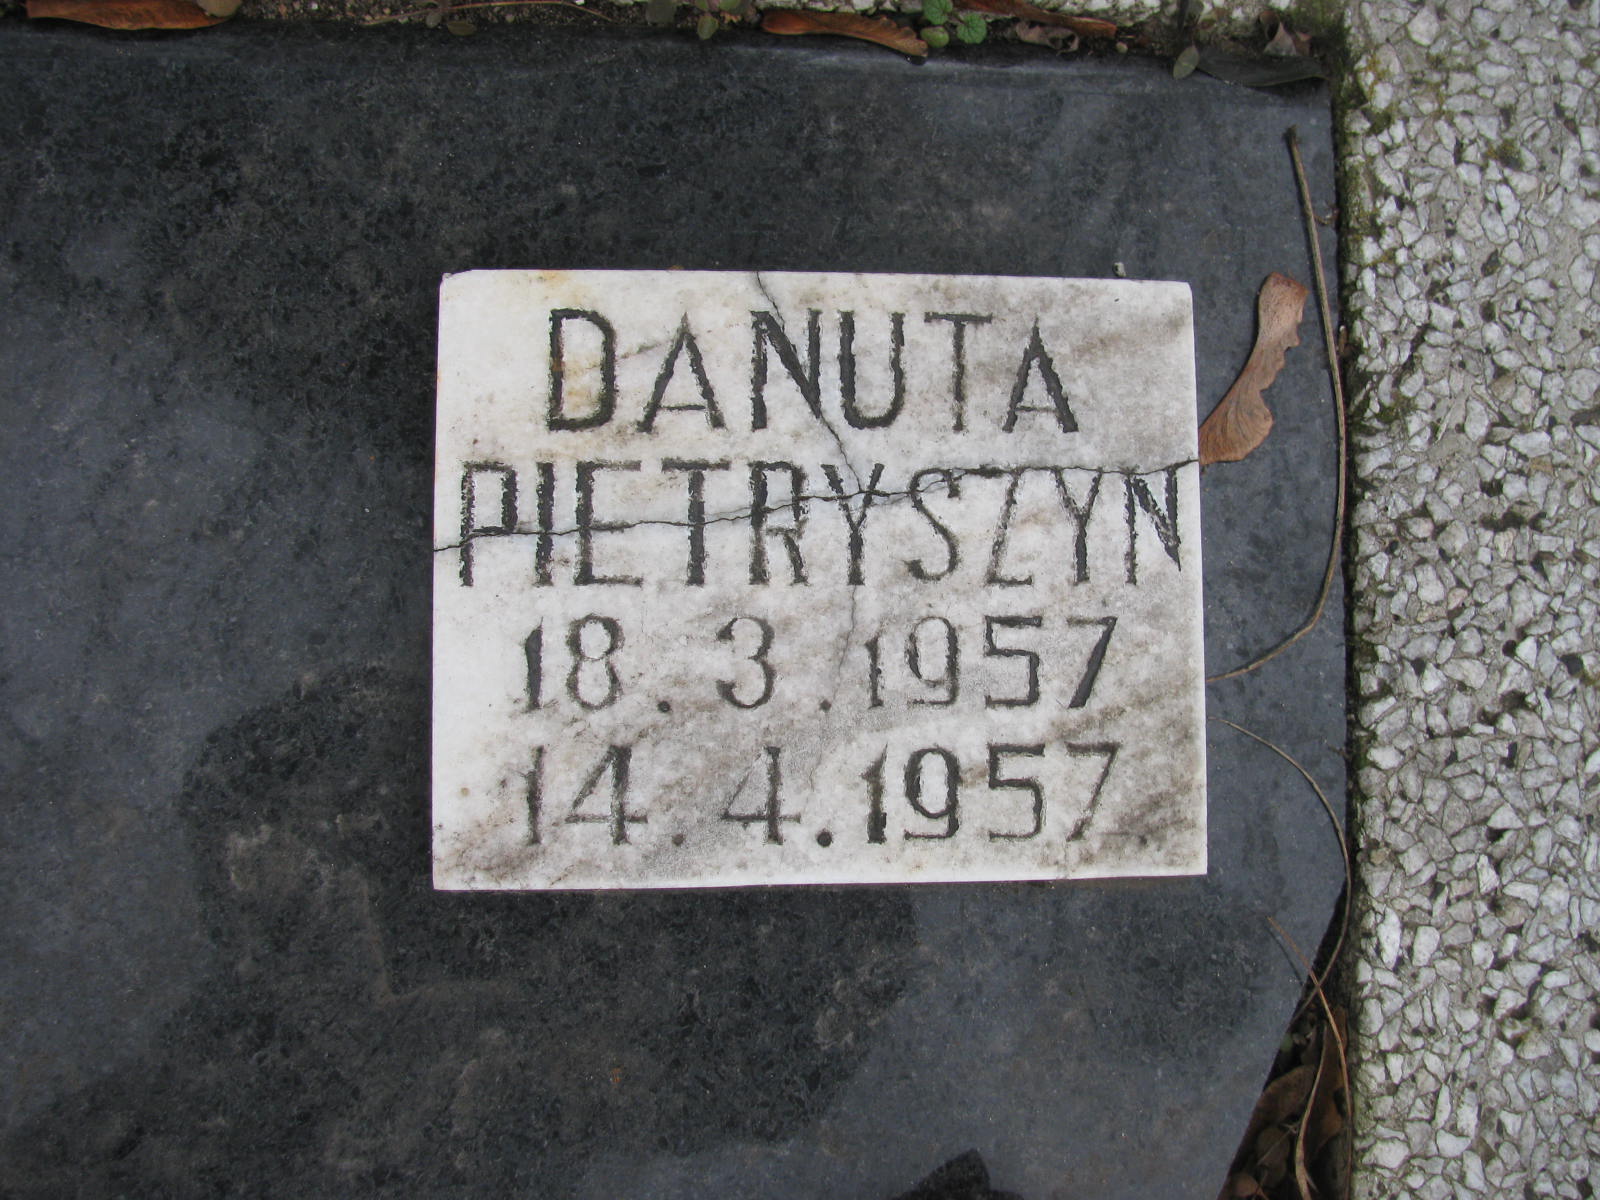 DANUTA
PIETRYSZYN
18.3.1957
14.4.1957